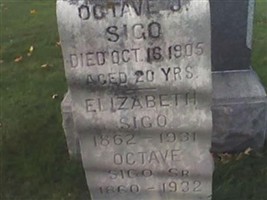 OCTAVE J.
SIGO
DIED OCT. 16, 1905
AGED 20 YRS.
ELIZABETH
SIGO
1862 - 1931
OCTAVE
SIGO SR
1860 - 1932